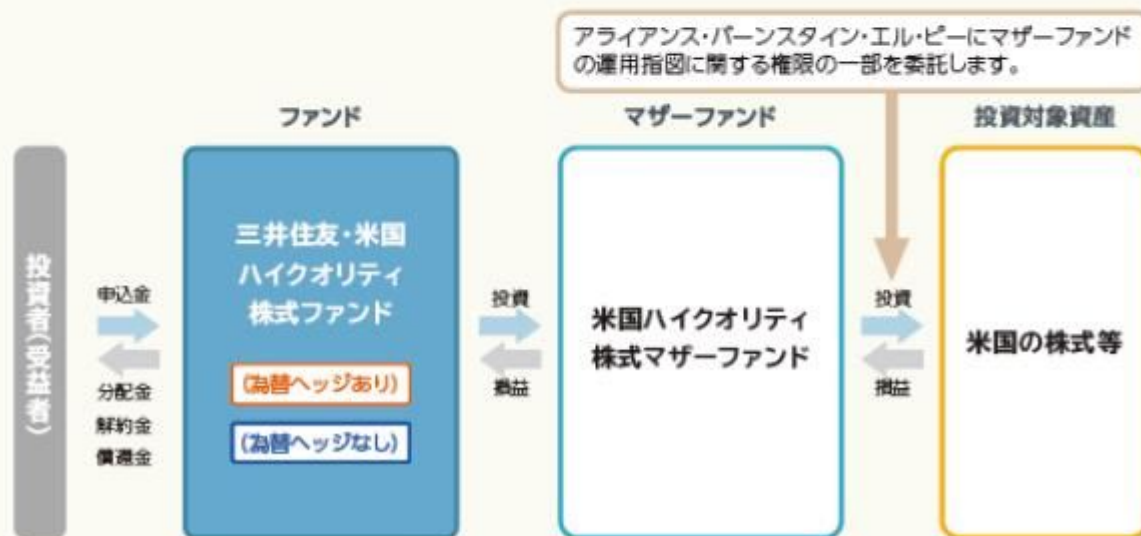 アライアンス・バーンスタイン・エル・ピーにマザーファンド
の運用指図に関する権限の一部を委託します。
ファンド
マザーファンド
投資対象資産
投資者(受益者)
申込金
分配金
解約金
償還金
三井住友・米国
ハイクオリティ
株式ファンド
(為替ヘッジあり)
(為替ヘッジなし)
投資
損益
米国ハイクオリティ
株式マザーファンド
投資
損益
米国の株式等